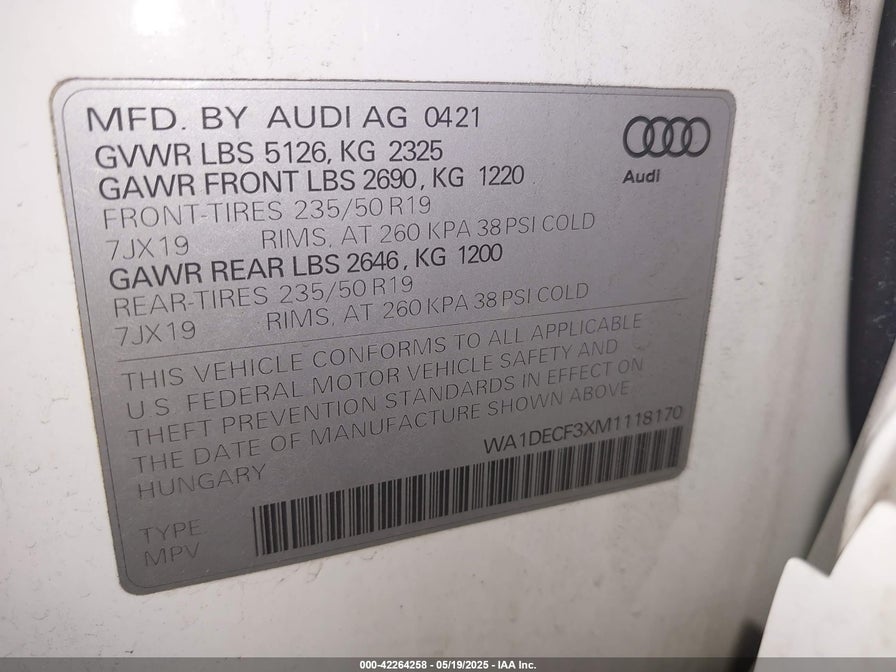 MFD. BY AUDI AG 0421
GVWR LBS 5126, KG 2325
GAWR FRONT LBS 2690, KG 1220
FRONT-TIRES 235/50 R19
7JX19 RIMS, AT 260 KPA 38 PSI COLD
GAWR REAR LBS 2646, KG 1200
REAR-TIRES 235/50 R19
7JX19 RIMS, AT 260 KPA 38 PSI COLD
Audi
THIS VEHICLE CONFORMS TO ALL APPLICABLE
U.S. FEDERAL MOTOR VEHICLE SAFETY AND
THEFT PREVENTION STANDARDS IN EFFECT ON
THE DATE OF MANUFACTURE SHOWN ABOVE
WA1DECF3XM1118170
HUNGARY
TYPE
MPV
000-42264258 - 05/19/2025 - IAA Inc.